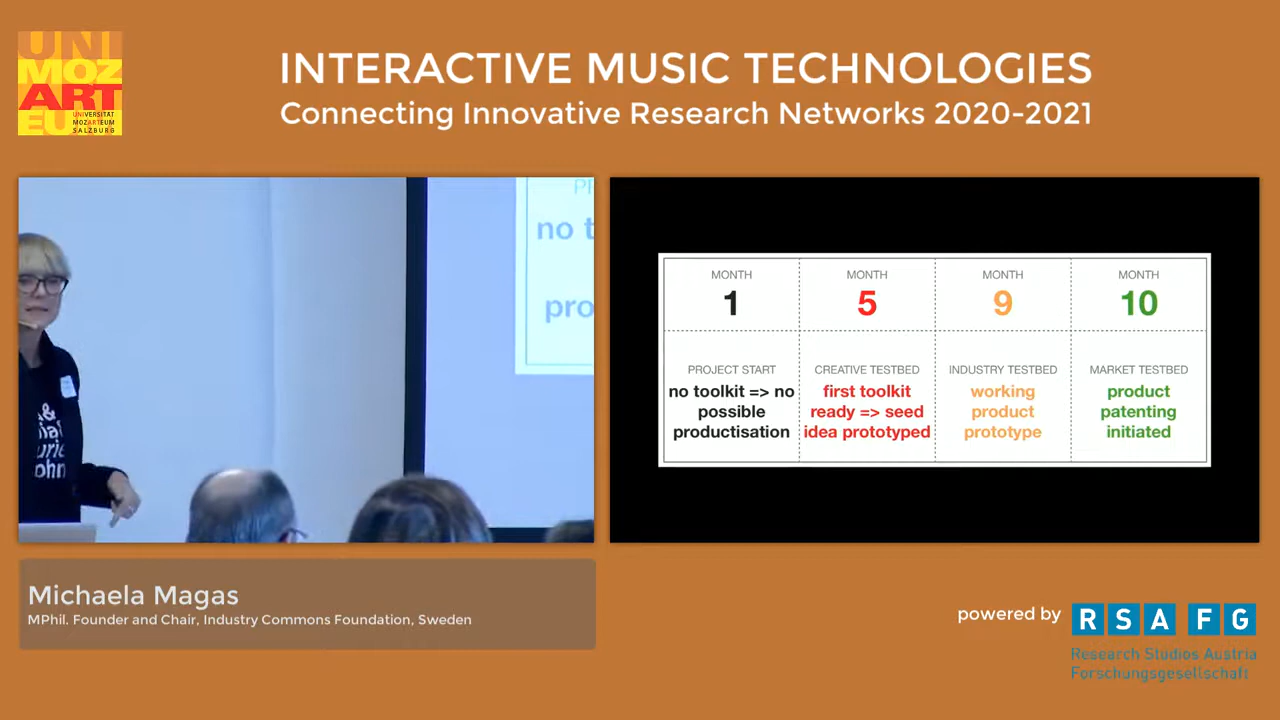 UNI
MOZ
ART
EU
UNIVERSITÄT
MOZARTEUM
SALZBURG
INTERACTIVE MUSIC TECHNOLOGIES
Connecting Innovative Research Networks 2020-2021
no t
pro
MONTH
1
MONTH
5
MONTH
9
MONTH
10
PROJECT START
no toolkit => no
possible
productisation
CREATIVE TESTBED
first toolkit
ready => seed
idea prototyped
INDUSTRY TESTBED
working
product
prototype
MARKET TESTBED
product
patenting
initiated
Michaela Magas
MPhil. Founder and Chair, Industry Commons Foundation, Sweden
powered by
RSA FG
Research Studios Austria
Forschungsgesellschaft